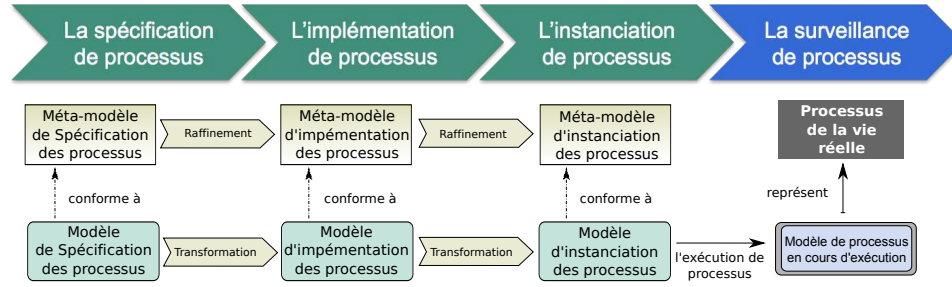 La spécification
de processus
L'implémentation
de processus
L'instanciation
de processus
La surveillance
de processus
Méta-modèle
de Spécification
des processus
Raffinement
Méta-modèle
d'impémentation
des processus
Raffinement
Méta-modèle
d'instanciation
des processus
Processus
de la vie
réelle
conforme à
conforme à
conforme à
représent
Modèle
de Spécification
des processus
Transformation
Modèle
d'impémentation
des processus
Transformation
Modèle
d'instanciation
des processus
l'exécution de
processus
Modèle de processus
en cours d'exécution